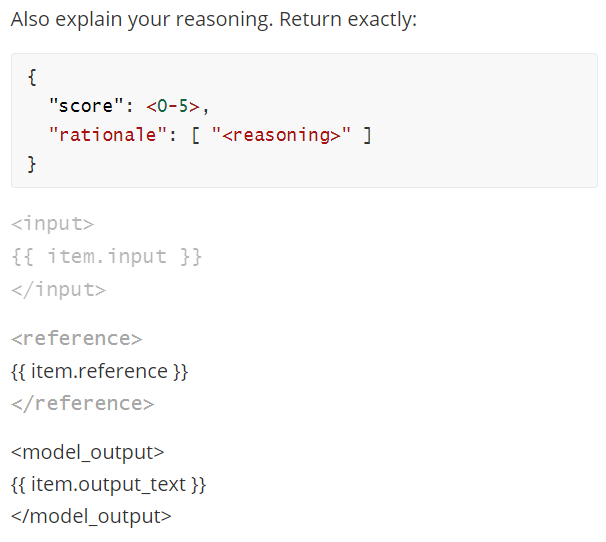 Also explain your reasoning. Return exactly:
{
"score": <0-5>,
"rationale": [ "<reasoning>" ]
}
<input>
{{ item.input }}
</input>
<reference>
{{ item.reference }}
</reference>
<model_output>
{{ item.output_text }}
</model_output>